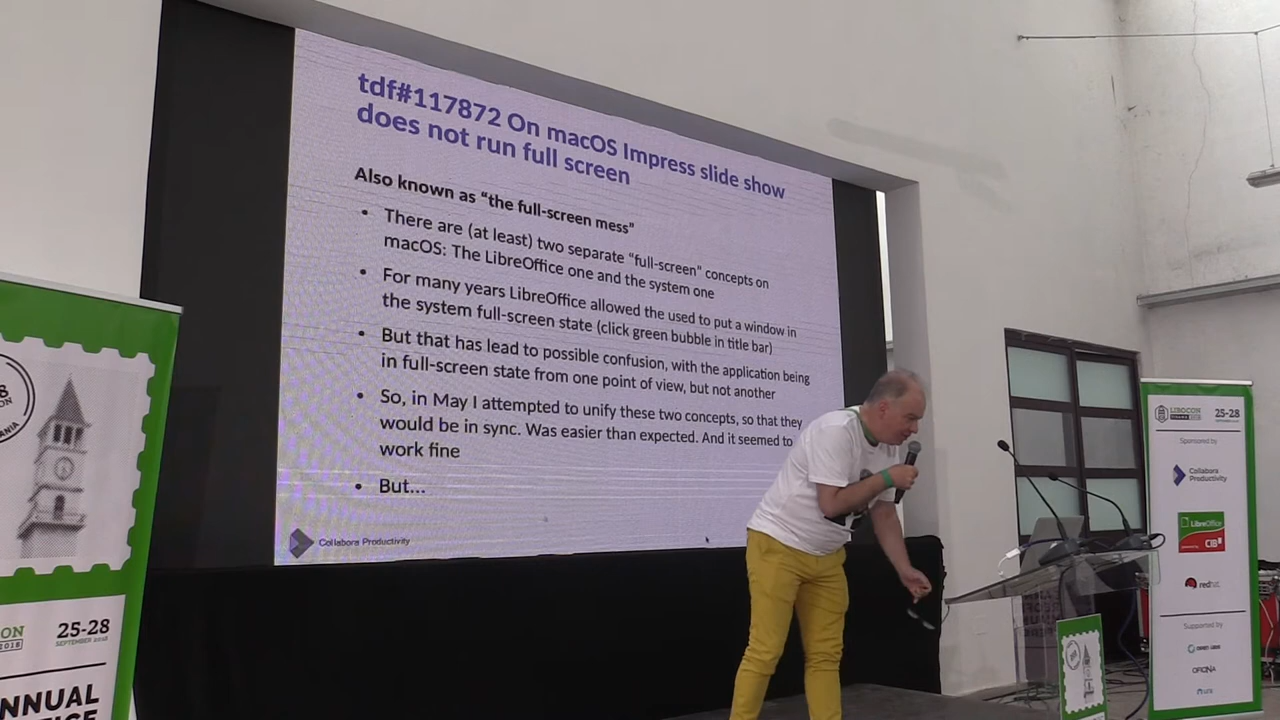 tdf#117872 On macOS Impress slide show
does not run full screen
Also known as “the full-screen mess”
• There are (at least) two separate “full-screen” concepts on
macOS: The LibreOffice one and the system one
• For many years LibreOffice allowed the used to put a window in
the system full-screen state (click green bubble in title bar)
• But that has lead to possible confusion, with the application being
in full-screen state from one point of view, but not another
• So, in May I attempted to unify these two concepts, so that they
would be in sync. Was easier than expected. And it seemed to
work fine
• But...
Collabora Productivity
ON
2018
25-28
SEPTEMBER 2018
NNUAL
LIBOCON
25-28
Sponsored by
Collabora
Productivity
LibreOffice
CIB
redhat
Supported by
OFICINA